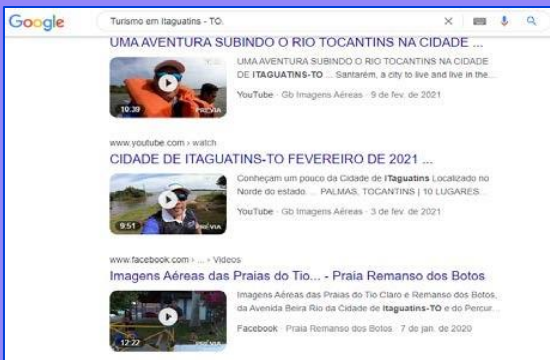 Google
Turismo em Itaguatins - TO.
UMA AVENTURA SUBINDO O RIO TOCANTINS NA CIDADE ...
UMA AVENTURA SUBINDO O RIO TOCANTINS NA CIDADE
DE ITAGUATINS-TO ... Santarém, a city to live and live in the...
10:39
PRÉVIA
YouTube · Gb Imagens Aéreas · 9 de fev. de 2021
www.youtube.com › watch
CIDADE DE ITAGUATINS-TO FEVEREIRO DE 2021 ...
Conheçam um pouco da Cidade de ITaguatins Localizado no
Norde do estado. ... PALMAS, TOCANTINS | 10 LUGARES...
9:51
PRÉVIA
YouTube · Gb Imagens Aéreas · 3 de fev. de 2021
www.facebook.com › ... › Videos
Imagens Aéreas das Praias do Tio... - Praia Remanso dos Botos
Imagens Aéreas das Praias do Tio Claro e Remanso dos Botos,
da Avenida Beira Rio da Cidade de Itaguatins-TO e do Percur...
12:22
PRÉVIA
Facebook · Praia Remanso dos Botos · 7 de jan. de 2020